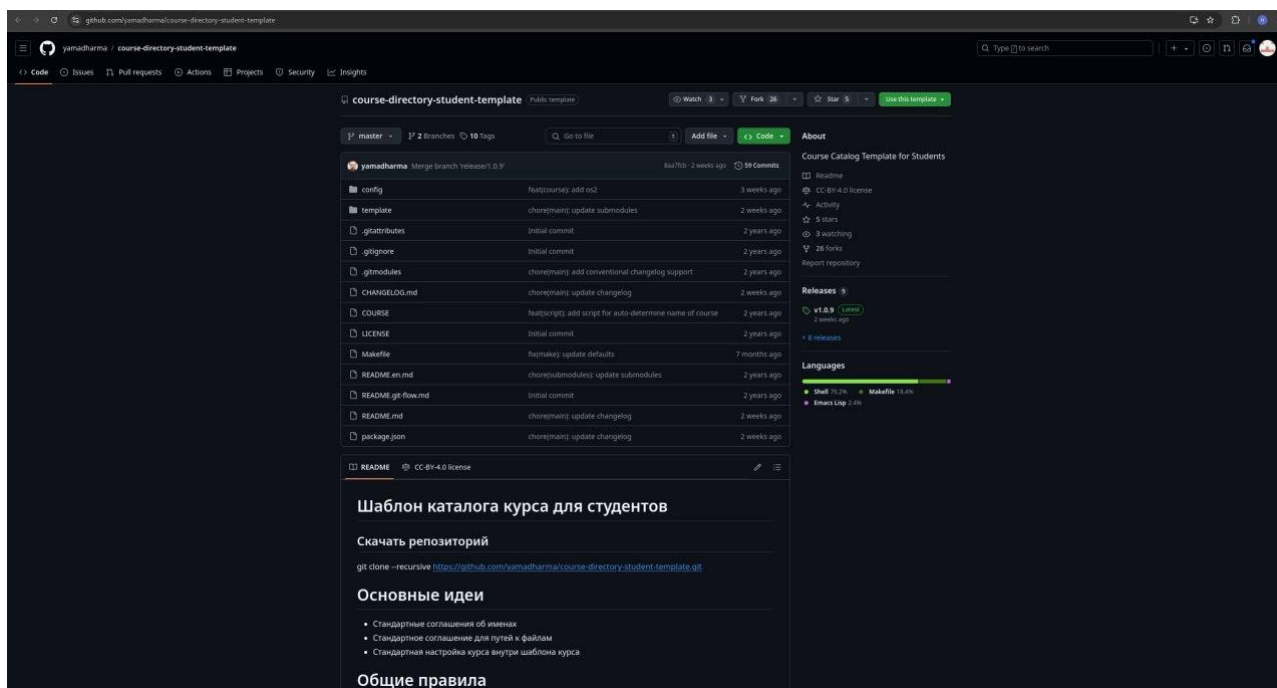 github.com/yamadharma/course-directory-student-template
yamadharma / course-directory-student-template
Type / to search
Code Issues Pull requests Actions Projects Security Insights
course-directory-student-template Public template
Watch 3 Fork 26 Star 5 Use this template
master 2 Branches 10 Tags Go to file t Add file Code
yamadharma Merge branch 'release/1.0.9' 8aa7fcb · 2 weeks ago 59 Commits
config feat(course): add os2 3 weeks ago
template chore(main): update submodules 2 weeks ago
.gitattributes Initial commit 2 years ago
.gitignore Initial commit 2 years ago
.gitmodules chore(main): add conventional changelog support 2 years ago
CHANGELOG.md chore(main): update changelog 2 weeks ago
COURSE feat(script): add script for auto-determine name of course 2 years ago
LICENSE Initial commit 2 years ago
Makefile fix(make): update defaults 7 months ago
README.en.md chore(submodules): update submodules 2 years ago
README.git-flow.md Initial commit 2 years ago
README.md chore(main): update changelog 2 weeks ago
package.json chore(main): update changelog 2 weeks ago
README CC-BY-4.0 license
Шаблон каталога курса для студентов
Скачать репозиторий
git clone –recursive https://github.com/yamadharma/course-directory-student-template.git
Основные идеи
• Стандартные соглашения об именах
• Стандартное соглашение для путей к файлам
• Стандартная настройка курса внутри шаблона курса
Общие правила
About
Course Catalog Template for Students
Readme
CC-BY-4.0 license
Activity
5 stars
3 watching
26 forks
Report repository
Releases 9
v1.0.9 Latest
2 weeks ago
+ 8 releases
Languages
Shell 79.2% Makefile 18.4%
Emacs Lisp 2.4%